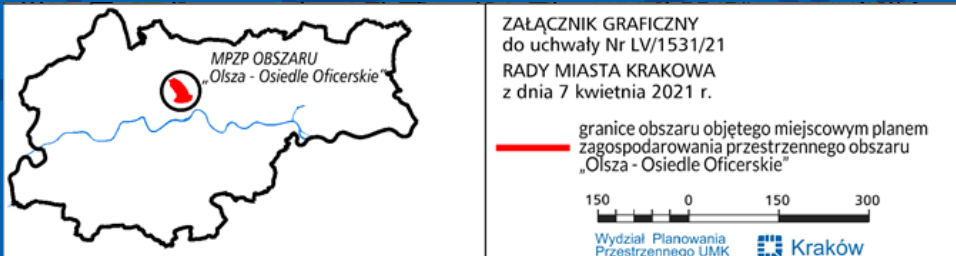 MPZP OBSZARU
„Olsza - Osiedle Oficerskie”
ZAŁĄCZNIK GRAFICZNY
do uchwały Nr LV/1531/21
RADY MIASTA KRAKOWA
z dnia 7 kwietnia 2021 r.
granice obszaru objętego miejscowym planem
zagospodarowania przestrzennego obszaru
„Olsza - Osiedle Oficerskie”
150 0 150 300
Wydział Planowania
Przestrzennego UMK
Kraków